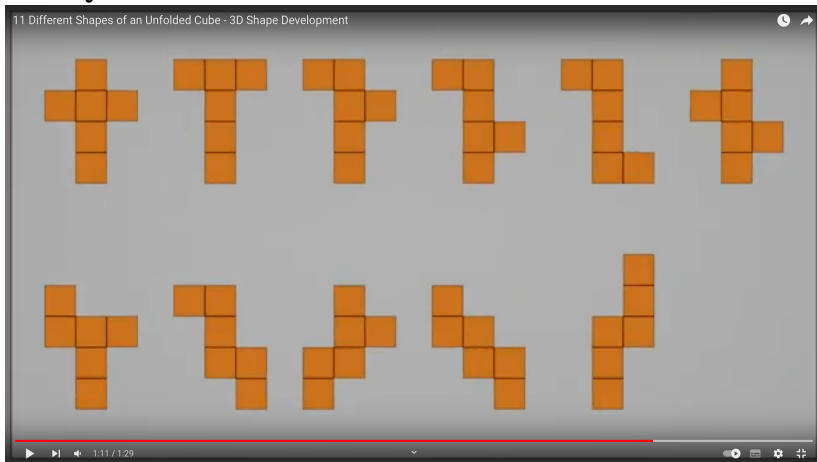 11 Different Shapes of an Unfolded Cube - 3D Shape Development
1:11 / 1:29